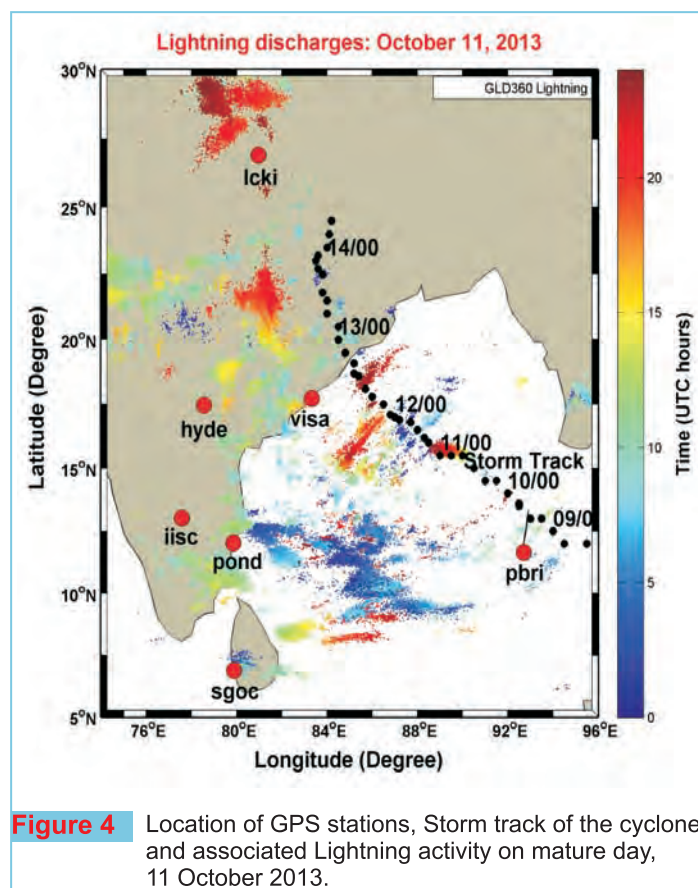 Lightning discharges: October 11, 2013
GLD360 Lightning
30°N
25°N
20°N
15°N
10°N
5°N
Latitude (Degree)
lcki
14/00
13/00
visa
hyde
12/00
11/00
Storm Track
10/00
09/0
iisc
pond
pbri
sgoc
76°E 80°E 84°E 88°E 92°E 96°E
Longitude (Degree)
20
15
10
5
0
Time (UTC hours)
Figure 4 Location of GPS stations, Storm track of the cyclone
and associated Lightning activity on mature day,
11 October 2013.